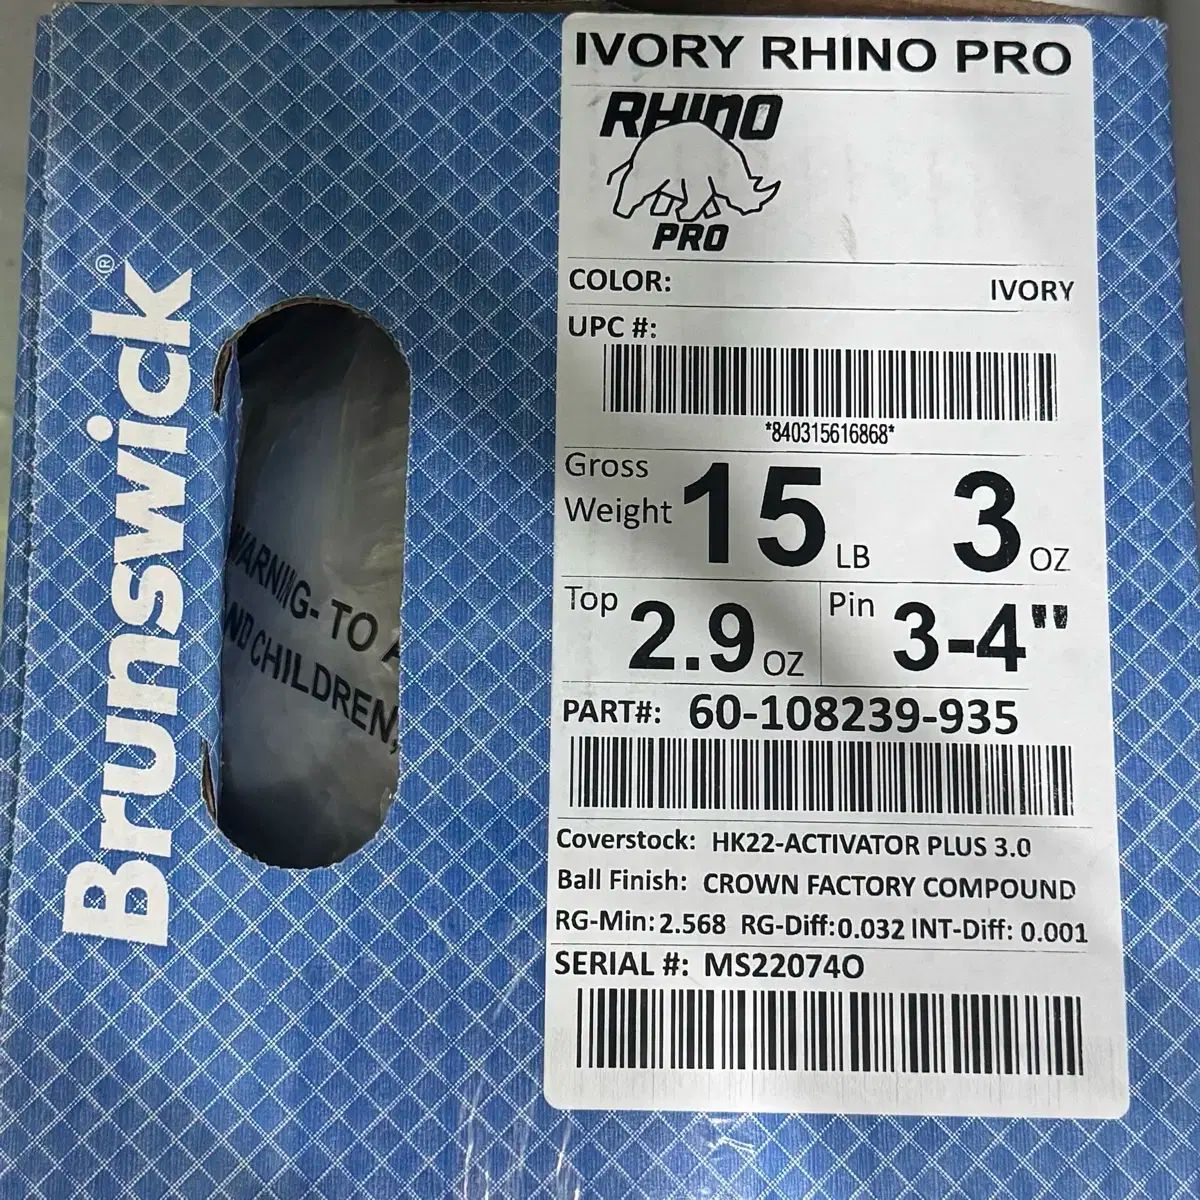 Brunswick®
WARNING- TO A
ND CHILDREN,
IVORY RHINO PRO
RHINO
PRO
COLOR: IVORY
UPC #:
*840315616868*
Gross Weight 15 LB 3 OZ
Top 2.9 OZ Pin 3-4"
PART#: 60-108239-935
Coverstock: HK22-ACTIVATOR PLUS 3.0
Ball Finish: CROWN FACTORY COMPOUND
RG-Min: 2.568 RG-Diff: 0.032 INT-Diff: 0.001
SERIAL #: MS22074O